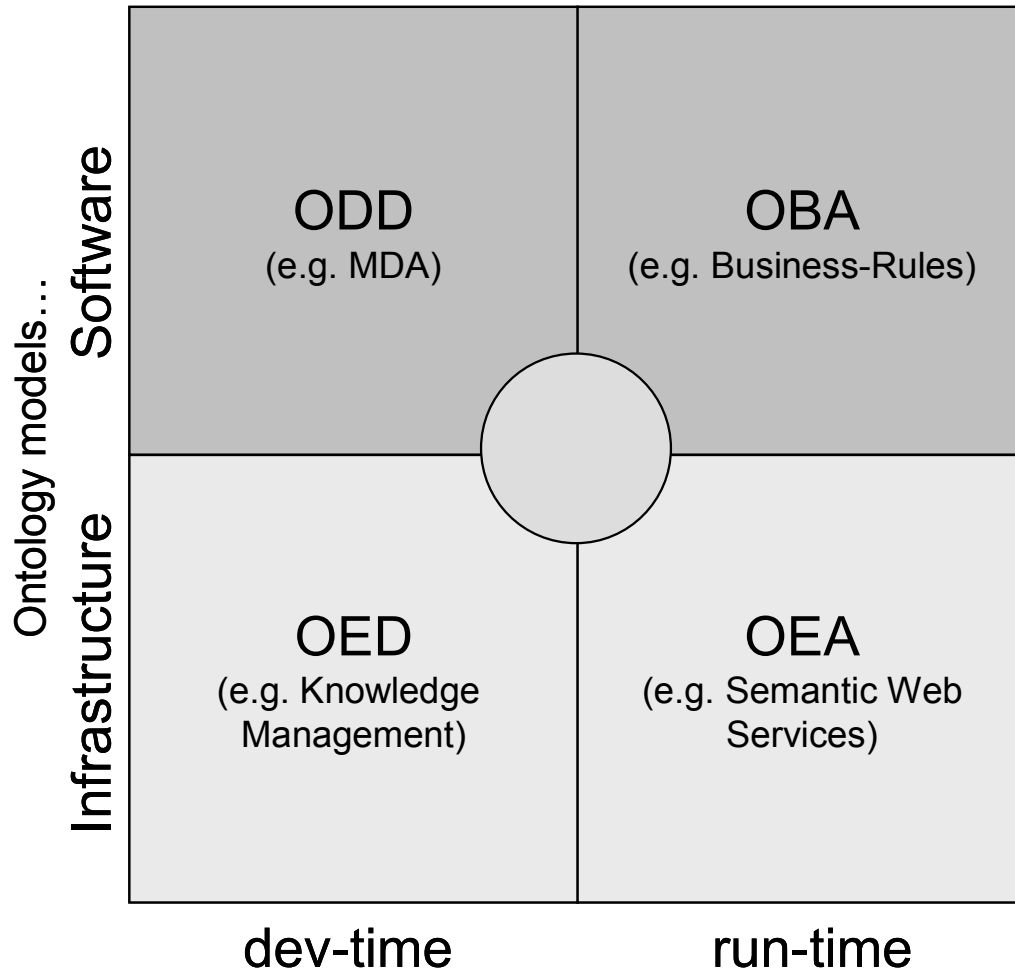 Ontology models…
Software
Infrastructure
ODD
(e.g. MDA)
OBA
(e.g. Business-Rules)
OED
(e.g. Knowledge
Management)
OEA
(e.g. Semantic Web
Services)
dev-time
run-time